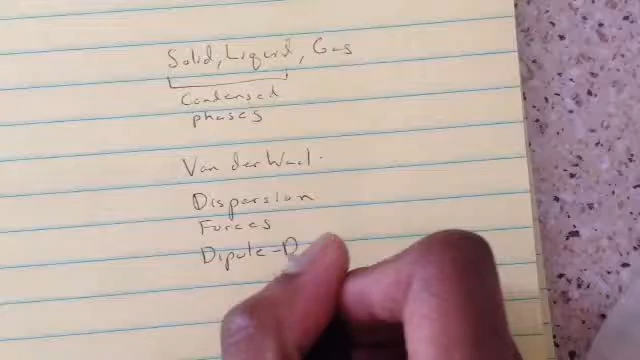 Solid, Liquid, Gas
Condensed
phases
Van der Waal.
Dispersion
Forces
Dipole-D